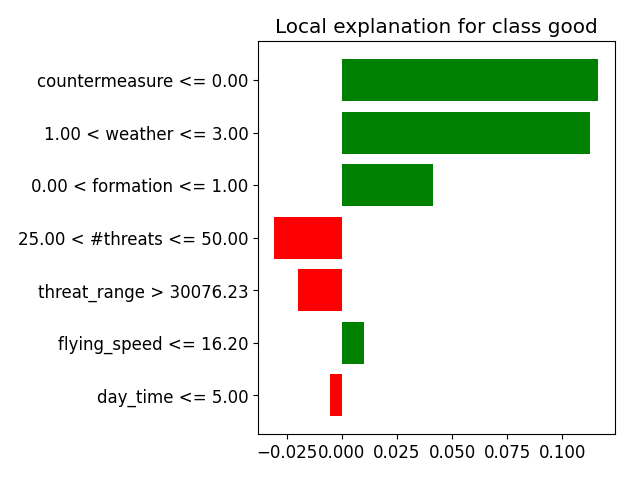 Local explanation for class good
countermeasure <= 0.00
1.00 < weather <= 3.00
0.00 < formation <= 1.00
25.00 < #threats <= 50.00
threat_range > 30076.23
flying_speed <= 16.20
day_time <= 5.00
−0.025 0.000 0.025 0.050 0.075 0.100